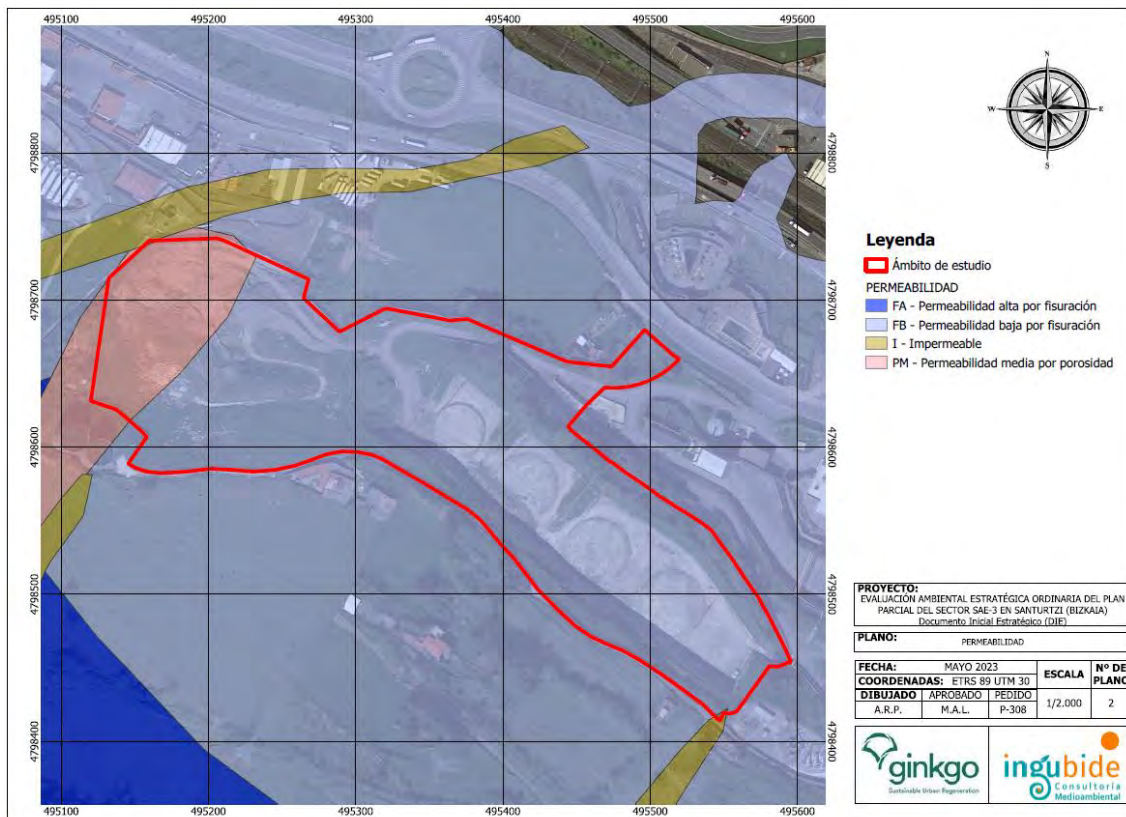 495100 495200 495300 495400 495500 495600
4798800 4798800
4798700 4798700
4798600 4798600
4798500 4798500
4798400 4798400
495100 495200 495300 495400 495500 495600
N
W E
S
Leyenda
Ámbito de estudio
PERMEABILIDAD
FA - Permeabilidad alta por fisuración
FB - Permeabilidad baja por fisuración
I - Impermeable
PM - Permeabilidad media por porosidad
PROYECTO:
EVALUACIÓN AMBIENTAL ESTRATÉGICA ORDINARIA DEL PLAN
PARCIAL DEL SECTOR SAE-3 EN SANTURTZI (BIZKAIA)
Documento Inicial Estratégico (DIE)
PLANO: PERMEABILIDAD
FECHA: MAYO 2023 ESCALA Nº DE PLANO
COORDENADAS: ETRS 89 UTM 30
DIBUJADO APROBADO PEDIDO 1/2.000 2
A.R.P. M.A.L. P-308
ginkgo
Sustainable Urban Regeneration
ingubide
Consultoría
Medioambiental